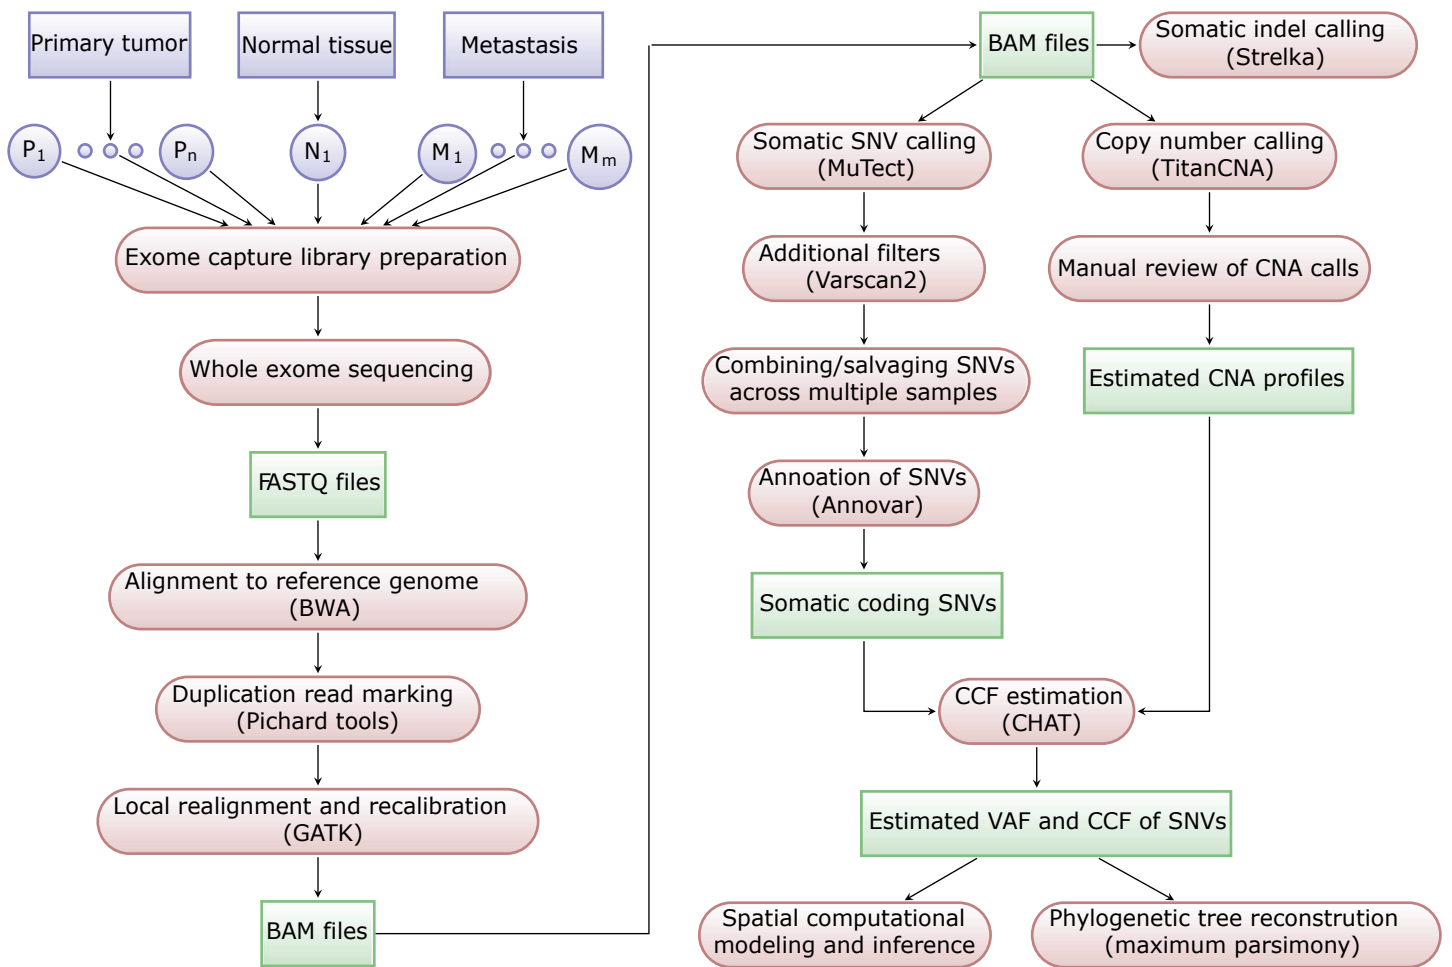 Primary tumor
Normal tissue
Metastasis
P1
Pn
N1
M1
Mm
Exome capture library preparation
Whole exome sequencing
FASTQ files
Alignment to reference genome
(BWA)
Duplication read marking
(Pichard tools)
Local realignment and recalibration
(GATK)
BAM files
BAM files
Somatic indel calling
(Strelka)
Somatic SNV calling
(MuTect)
Copy number calling
(TitanCNA)
Additional filters
(Varscan2)
Manual review of CNA calls
Combining/salvaging SNVs
across multiple samples
Estimated CNA profiles
Annoation of SNVs
(Annovar)
Somatic coding SNVs
CCF estimation
(CHAT)
Estimated VAF and CCF of SNVs
Spatial computational
modeling and inference
Phylogenetic tree reconstrution
(maximum parsimony)